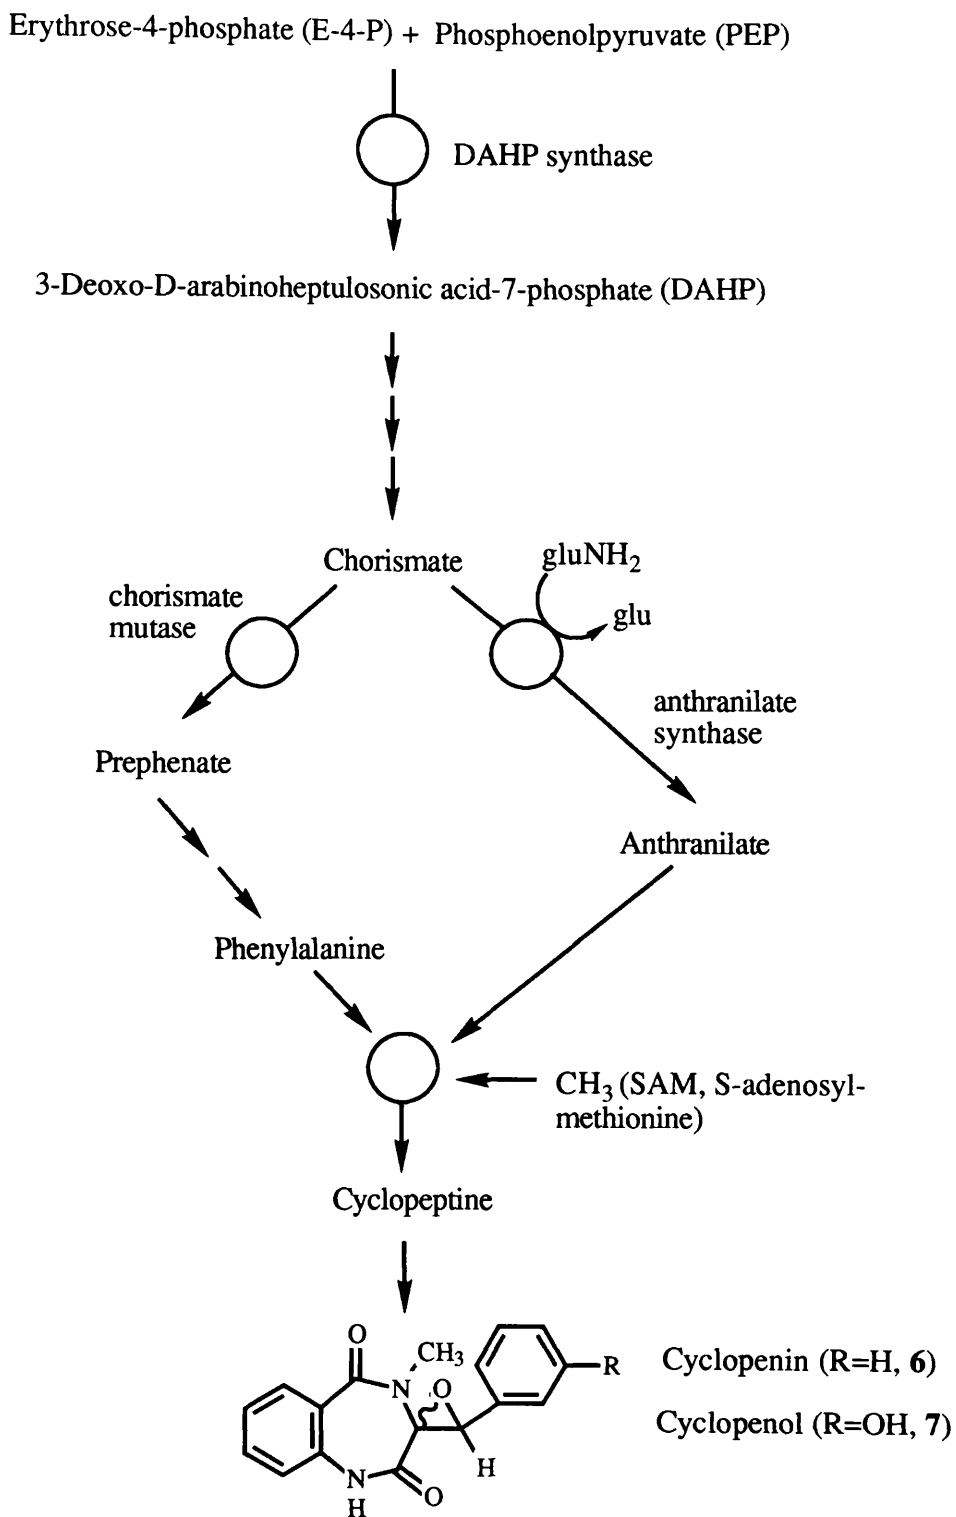 Erythrose-4-phosphate (E-4-P) + Phosphoenolpyruvate (PEP)
DAHP synthase
3-Deoxo-D-arabinoheptulosonic acid-7-phosphate (DAHP)
Chorismate
gluNH2
glu
chorismate
mutase
anthranilate
synthase
Prephenate
Anthranilate
Phenylalanine
CH3 (SAM, S-adenosyl-
methionine)
Cyclopeptine
O
CH3
N
O
R
Cyclopenin (R=H, 6)
Cyclopenol (R=OH, 7)
H
N
H
O